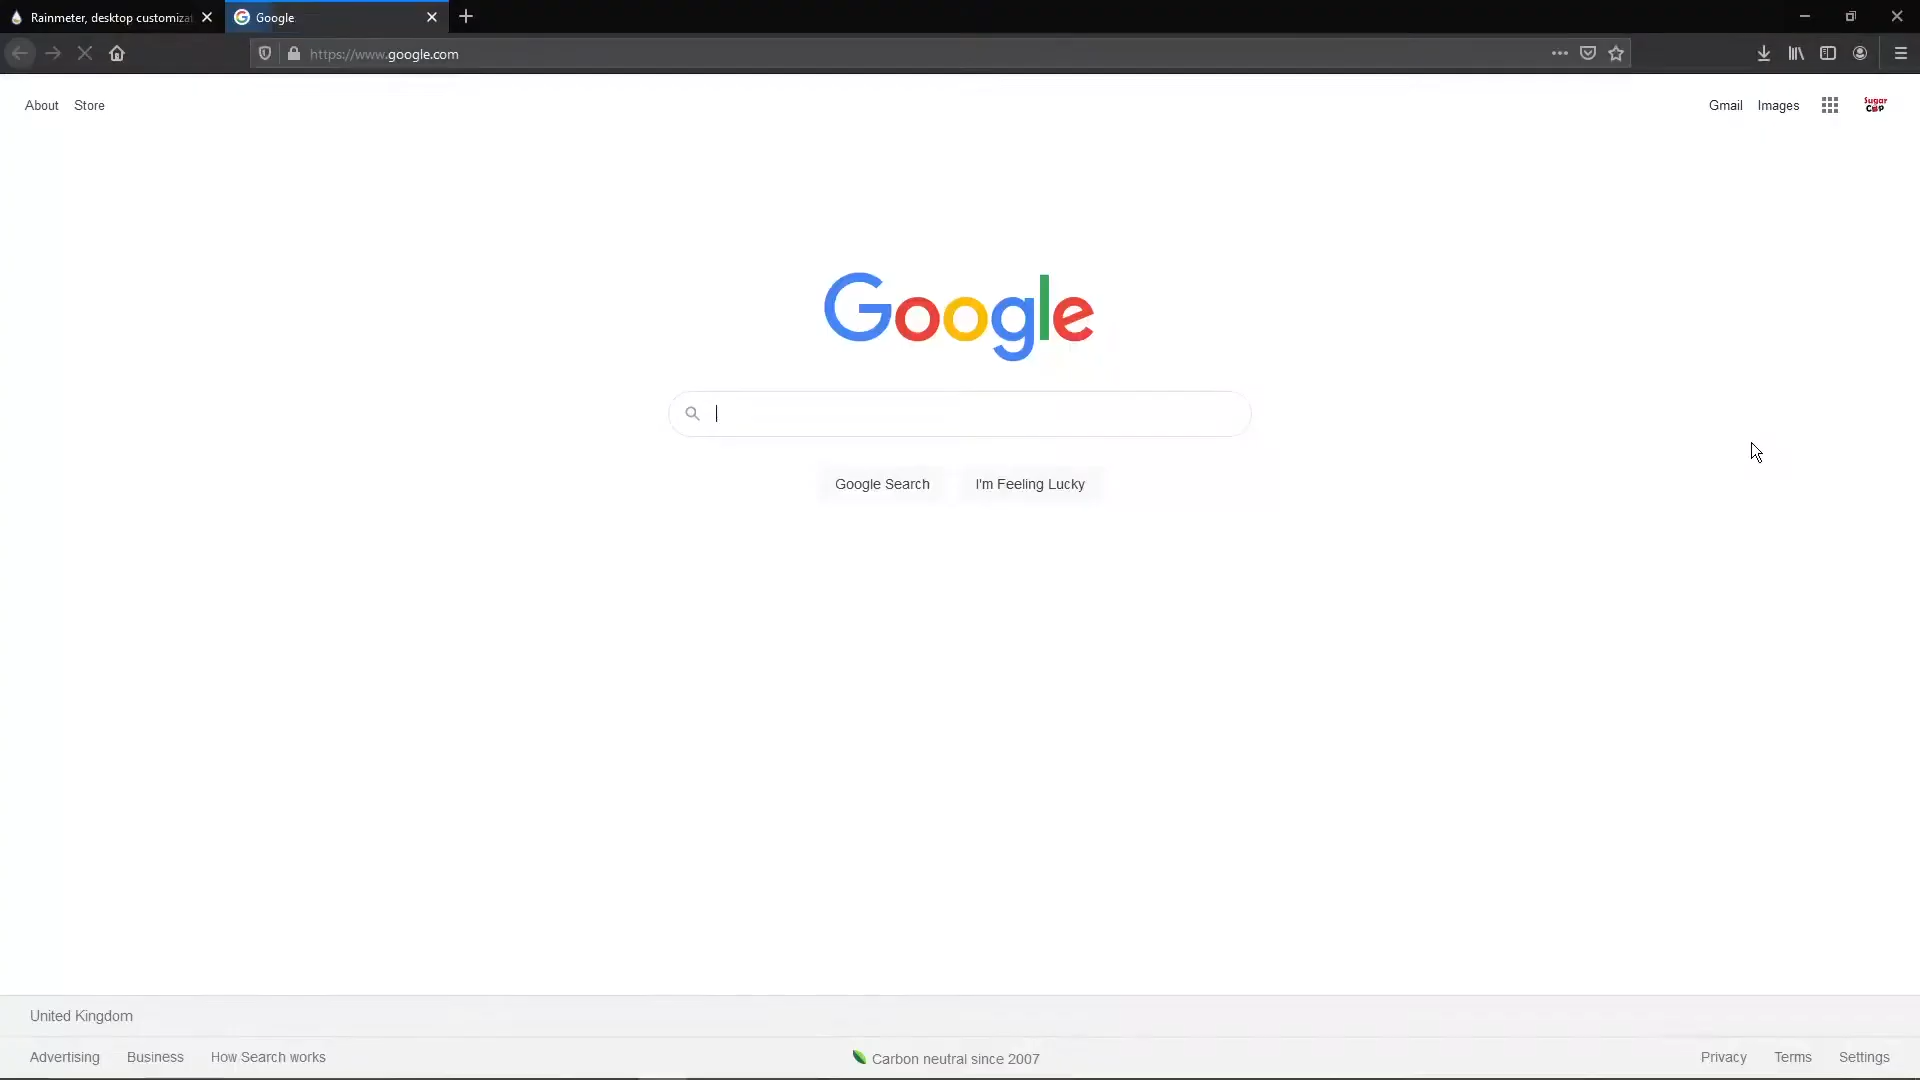 Rainmeter, desktop customizat
Google
https://www.google.com
About Store
Gmail Images
Sugar
CUP
Google
Google Search I'm Feeling Lucky
United Kingdom
Advertising Business How Search works
Carbon neutral since 2007
Privacy Terms Settings